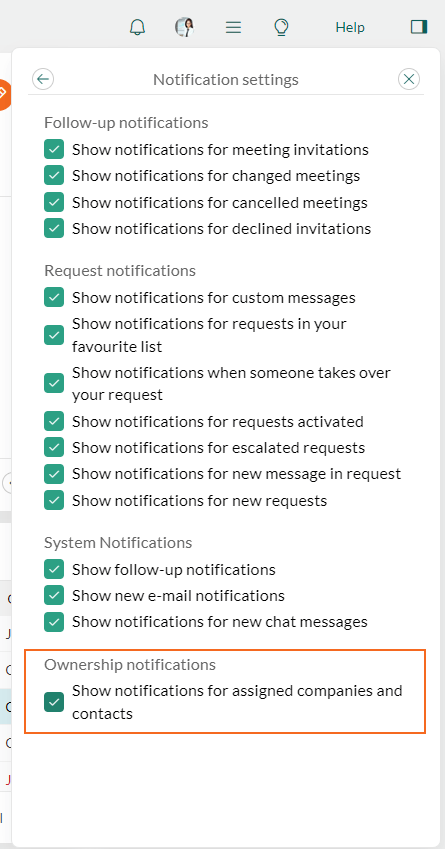 Help
Notification settings
Follow-up notifications
Show notifications for meeting invitations
Show notifications for changed meetings
Show notifications for cancelled meetings
Show notifications for declined invitations
Request notifications
Show notifications for custom messages
Show notifications for requests in your
favourite list
Show notifications when someone takes over
your request
Show notifications for requests activated
Show notifications for escalated requests
Show notifications for new message in request
Show notifications for new requests
System Notifications
Show follow-up notifications
Show new e-mail notifications
Show notifications for new chat messages
Ownership notifications
Show notifications for assigned companies and
contacts